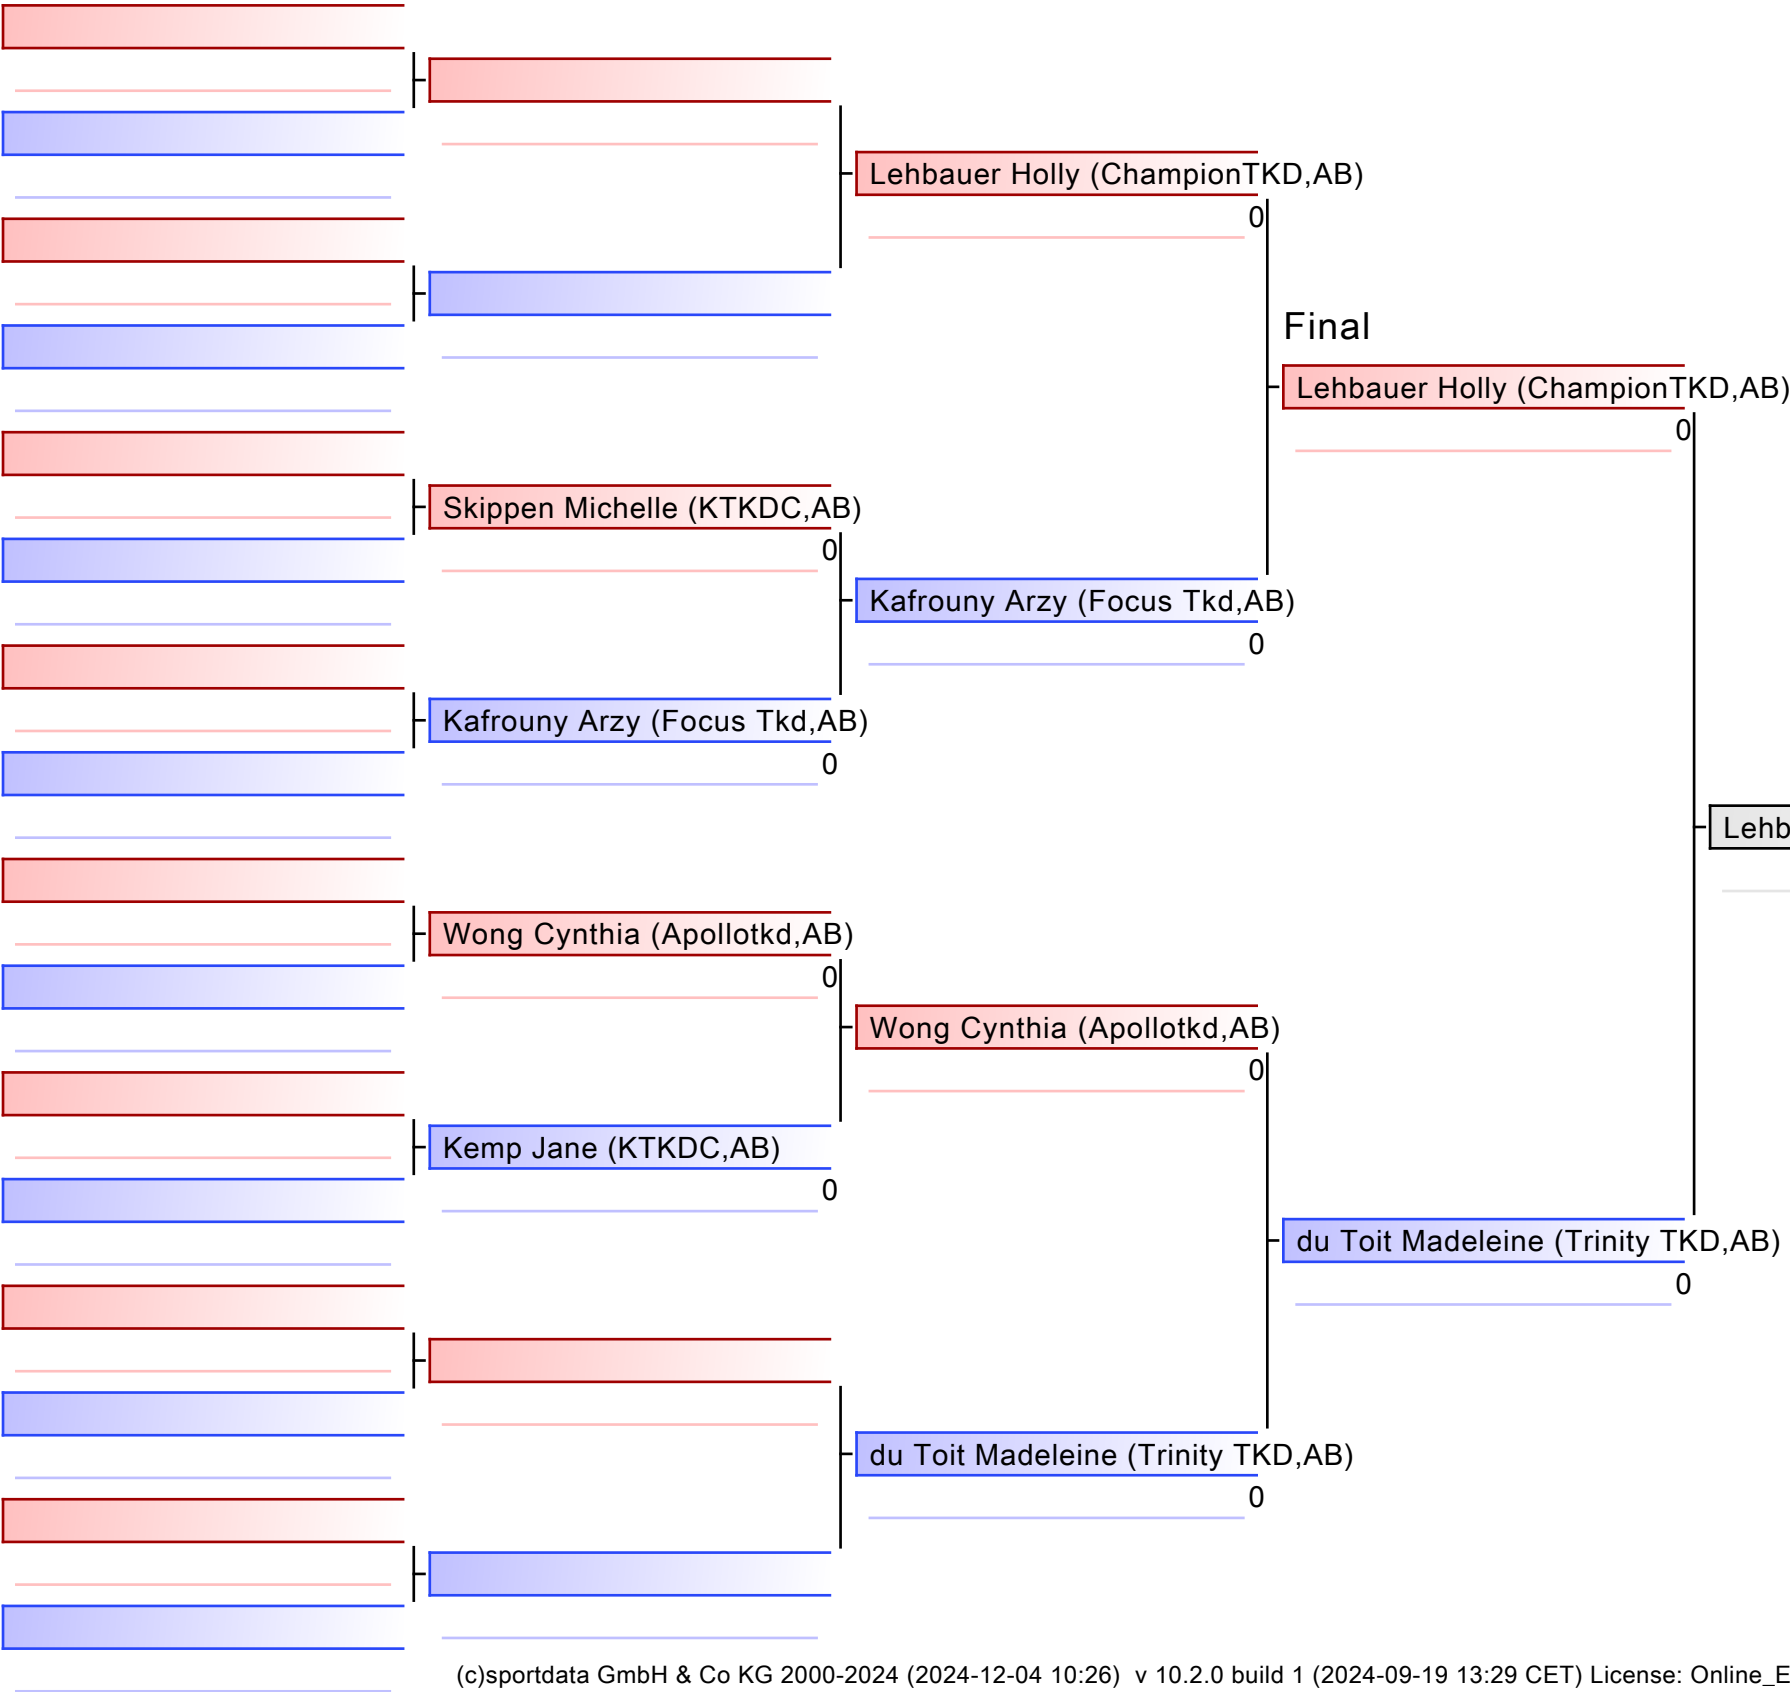 Lehbauer Holly (ChampionTKD,AB)
0
Final
Lehbauer Holly (ChampionTKD,AB)
0
Skippen Michelle (KTKDC,AB)
0
Kafrouny Arzy (Focus Tkd,AB)
0
Kafrouny Arzy (Focus Tkd,AB)
0
Lehb
Wong Cynthia (Apollotkd,AB)
0
Wong Cynthia (Apollotkd,AB)
0
Kemp Jane (KTKDC,AB)
0
du Toit Madeleine (Trinity TKD,AB)
0
du Toit Madeleine (Trinity TKD,AB)
0
(c)sportdata GmbH & Co KG 2000-2024 (2024-12-04 10:26) v 10.2.0 build 1 (2024-09-19 13:29 CET) License: Online_E